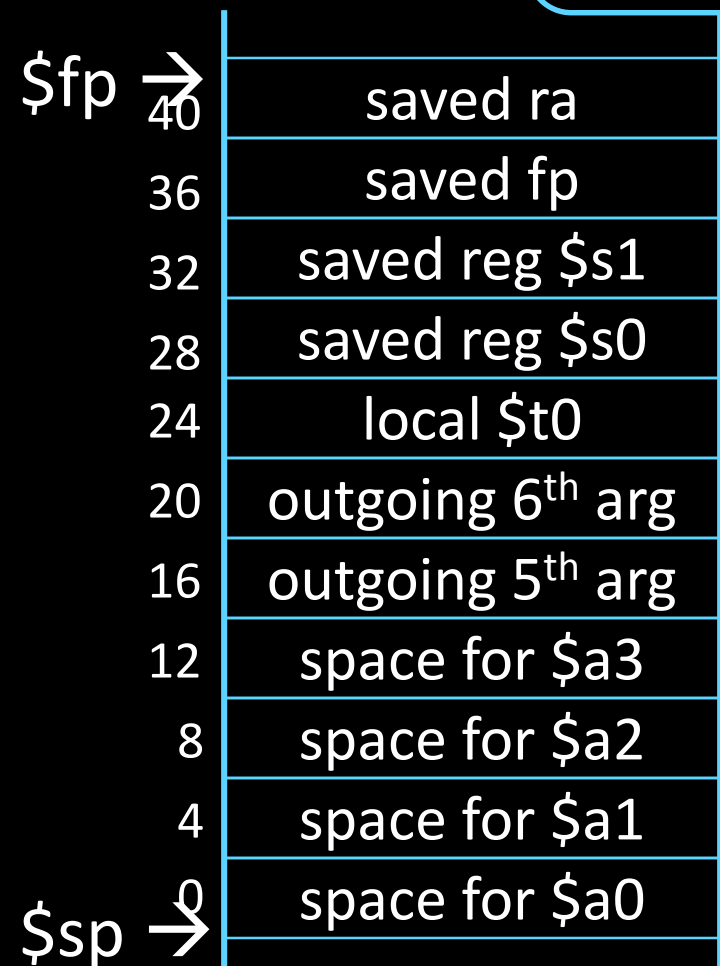 $fp →
40 saved ra
36 saved fp
32 saved reg $s1
28 saved reg $s0
24 local $t0
20 outgoing 6th arg
16 outgoing 5th arg
12 space for $a3
8 space for $a2
4 space for $a1
0 space for $a0
$sp →